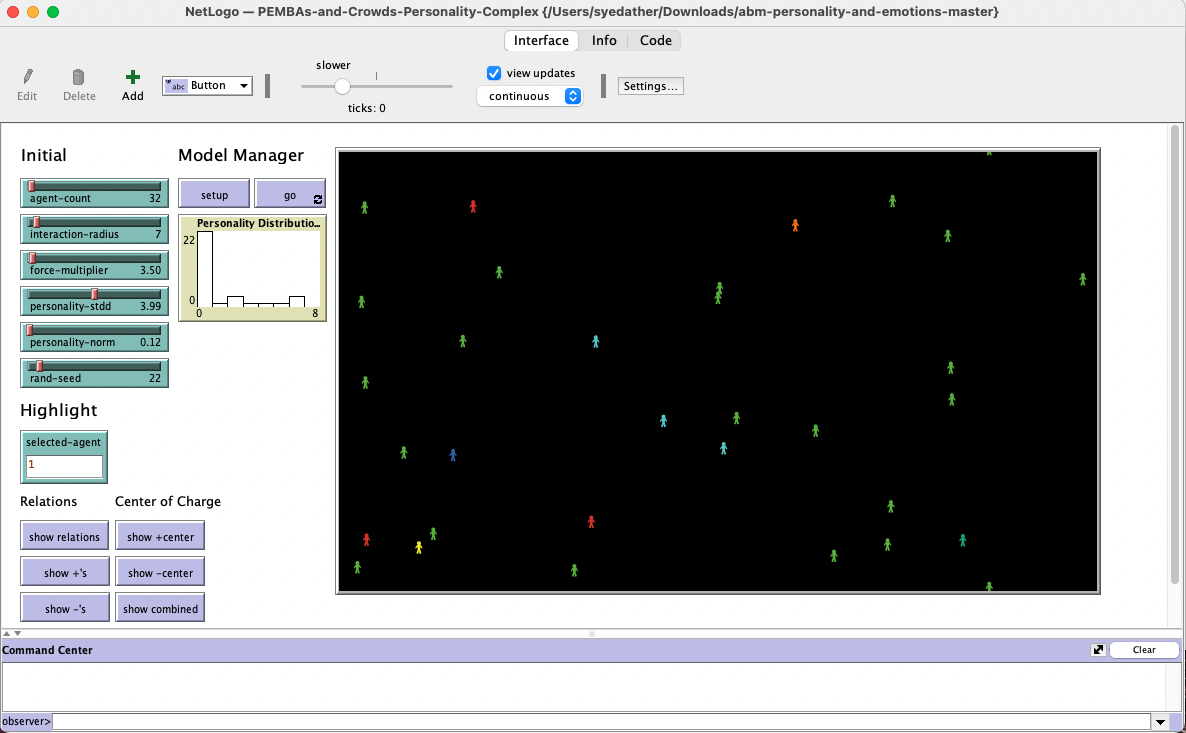 NetLogo — PEMBAs-and-Crowds-Personality-Complex {/Users/syedather/Downloads/abm-personality-and-emotions-master}
Interface Info Code
Edit Delete Add
abc Button
slower
ticks: 0
view updates
continuous
Settings...
Initial
agent-count 32
interaction-radius 7
force-multiplier 3.50
personality-stdd 3.99
personality-norm 0.12
rand-seed 22
Model Manager
setup go
Personality Distributio...
22
0
0 8
Highlight
selected-agent
1
Relations Center of Charge
show relations show +center
show +'s show -center
show -'s show combined
Command Center Clear
observer>